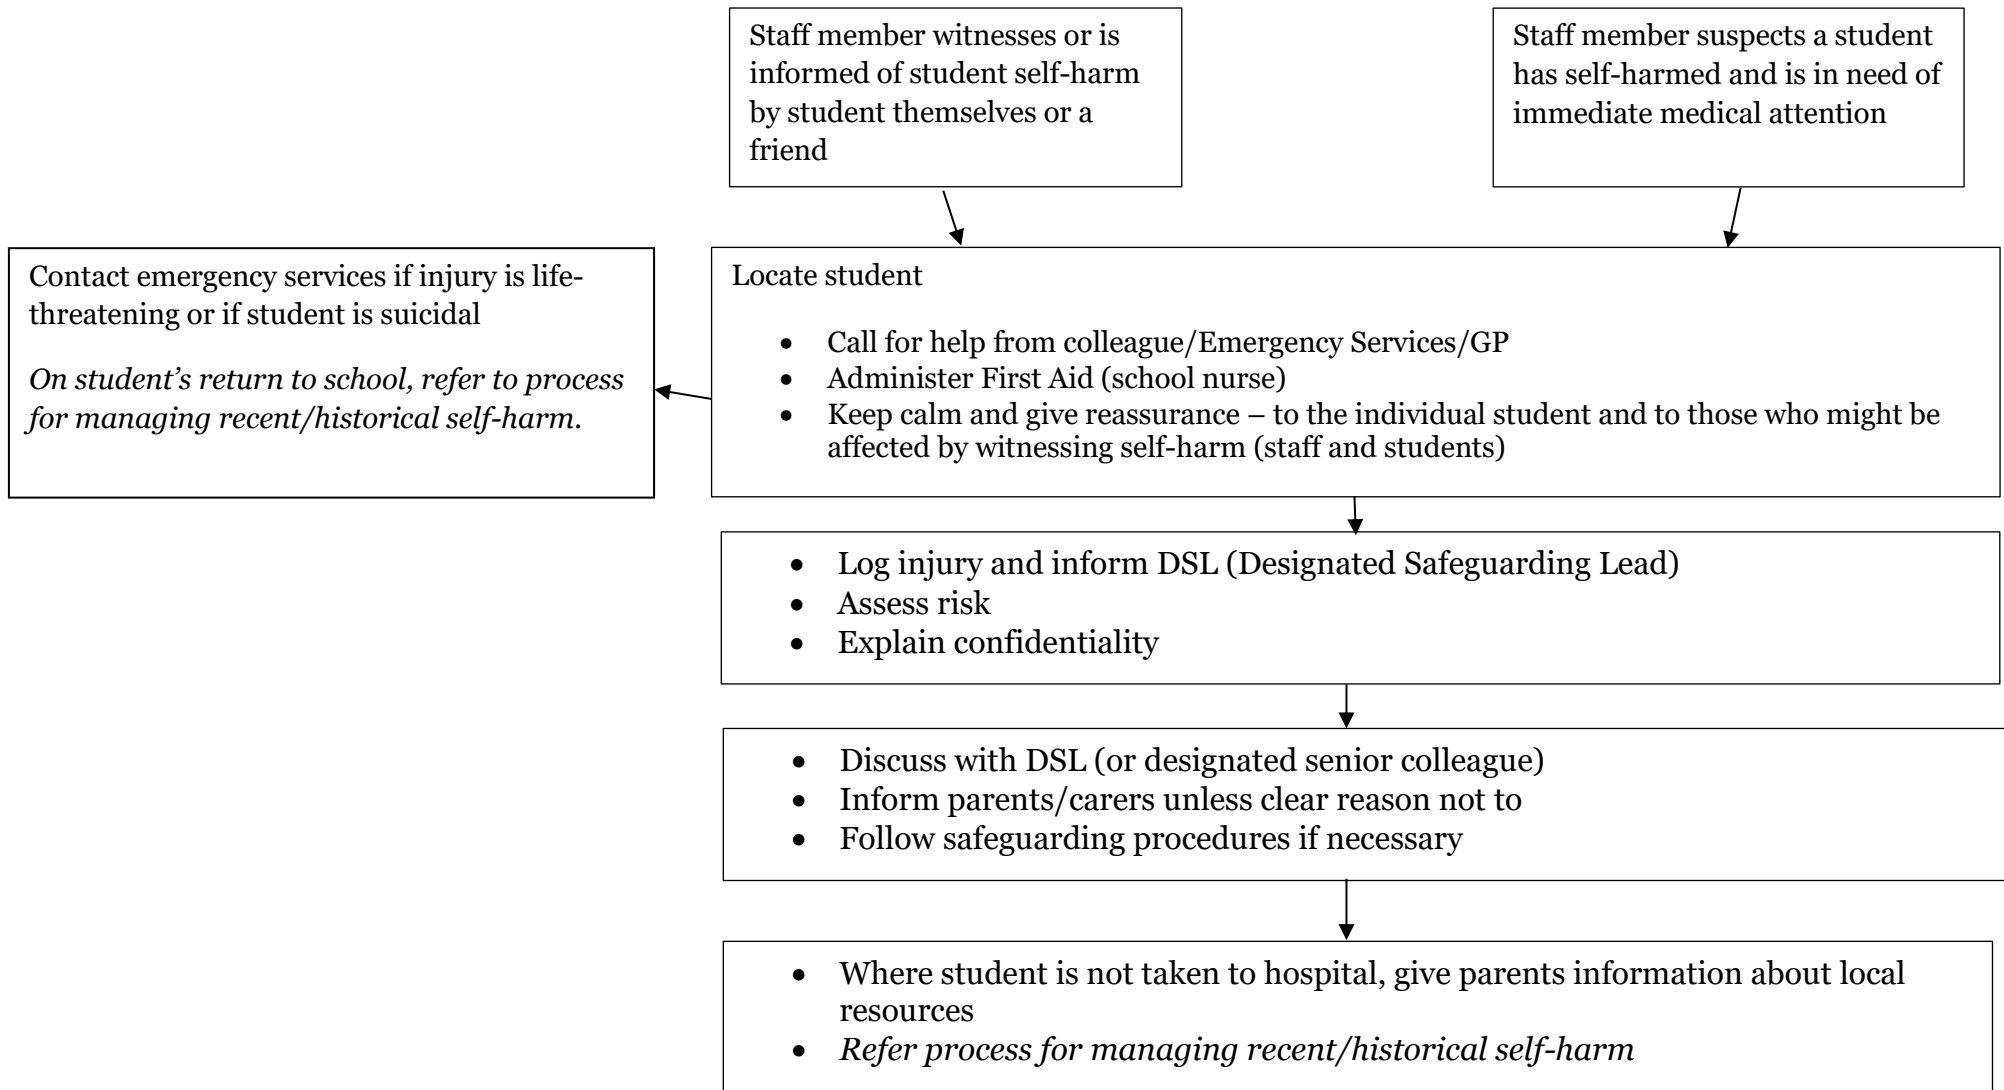 Staff member witnesses or is
informed of student self-harm
by student themselves or a
friend
Staff member suspects a student
has self-harmed and is in need of
immediate medical attention
Contact emergency services if injury is life-
threatening or if student is suicidal
On student’s return to school, refer to process
for managing recent/historical self-harm.
Locate student
• Call for help from colleague/Emergency Services/GP
• Administer First Aid (school nurse)
• Keep calm and give reassurance – to the individual student and to those who might be
affected by witnessing self-harm (staff and students)
• Log injury and inform DSL (Designated Safeguarding Lead)
• Assess risk
• Explain confidentiality
• Discuss with DSL (or designated senior colleague)
• Inform parents/carers unless clear reason not to
• Follow safeguarding procedures if necessary
• Where student is not taken to hospital, give parents information about local
resources
• Refer process for managing recent/historical self-harm